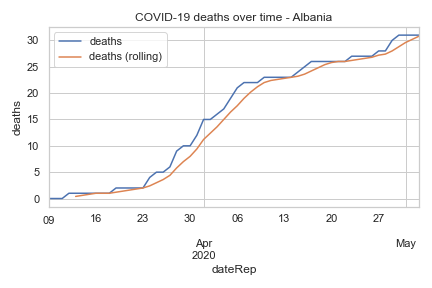 COVID-19 deaths over time - Albania
deaths
deaths (rolling)
deaths
30
25
20
15
10
5
0
09 16 23 30 06 13 20 27
Apr May
2020
dateRep